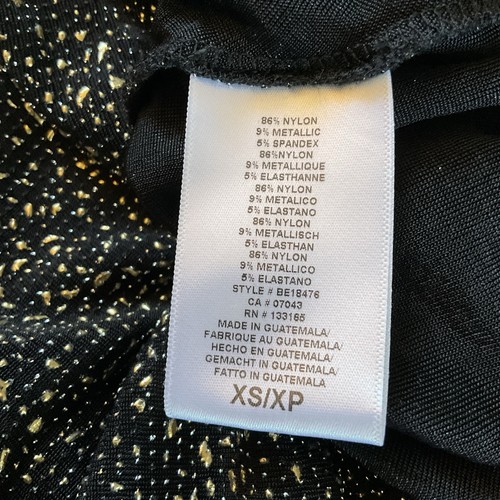 86% NYLON
9% METALLIC
5% SPANDEX
86%NYLON
9% METALLIQUE
5% ELASTHANNE
86% NYLON
9% METALICO
5% ELASTANO
86% NYLON
9% METALLISCH
5% ELASTHAN
86% NYLON
9% METALLICO
5% ELASTANO
STYLE # BE18476
CA # 07043
RN # 133165
MADE IN GUATEMALA/
FABRIQUE AU GUATEMALA/
HECHO EN GUATEMALA/
GEMACHT IN GUATEMALA/
FATTO IN GUATEMALA
XS/XP